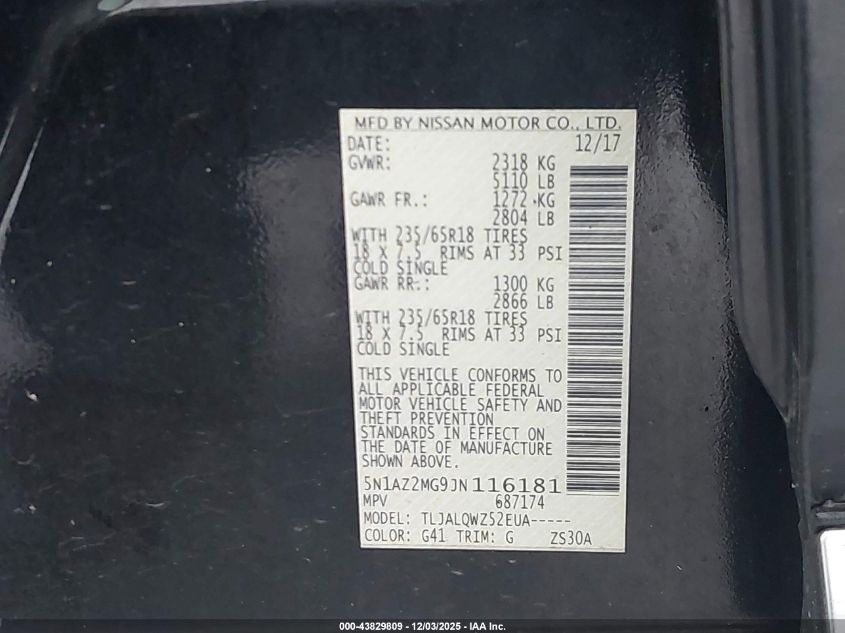 MFD BY NISSAN MOTOR CO., LTD.
DATE: 12/17
GVWR: 2318 KG
5110 LB
GAWR FR.: 1272 KG
2804 LB
WITH 235/65R18 TIRES
18 X 7.5 RIMS AT 33 PSI
COLD SINGLE
GAWR RR.: 1300 KG
2866 LB
WITH 235/65R18 TIRES
18 X 7.5 RIMS AT 33 PSI
COLD SINGLE
THIS VEHICLE CONFORMS TO
ALL APPLICABLE FEDERAL
MOTOR VEHICLE SAFETY AND
THEFT PREVENTION
STANDARDS IN EFFECT ON
THE DATE OF MANUFACTURE
SHOWN ABOVE.
5N1AZ2MG9JN116181
MPV 687174
MODEL: TLJALQWZ52EUA-----
COLOR: G41 TRIM: G ZS30A
000-43829809 - 12/03/2025 - IAA Inc.